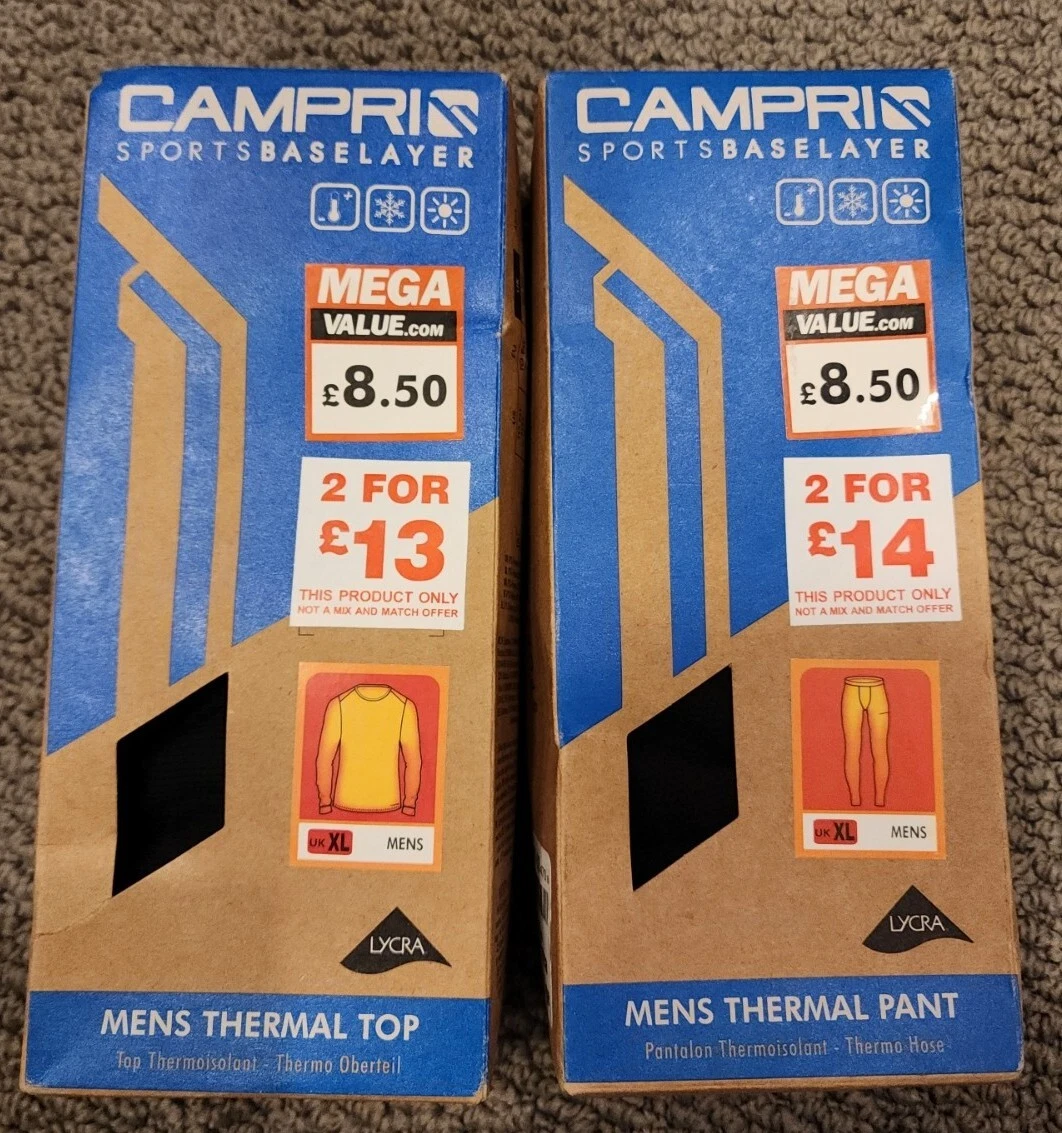 CAMPRI
SPORTSBASELAYER
MEGA
VALUE.COM
£8.50
2 FOR
£13
THIS PRODUCT ONLY
NOT A MIX AND MATCH OFFER
UK XL MENS
LYCRA
MENS THERMAL TOP
Top Thermoisolant - Thermo Oberteil
CAMPRI
SPORTSBASELAYER
MEGA
VALUE.COM
£8.50
2 FOR
£14
THIS PRODUCT ONLY
NOT A MIX AND MATCH OFFER
UK XL MENS
LYCRA
MENS THERMAL PANT
Pantalon Thermoisolant - Thermo Hose